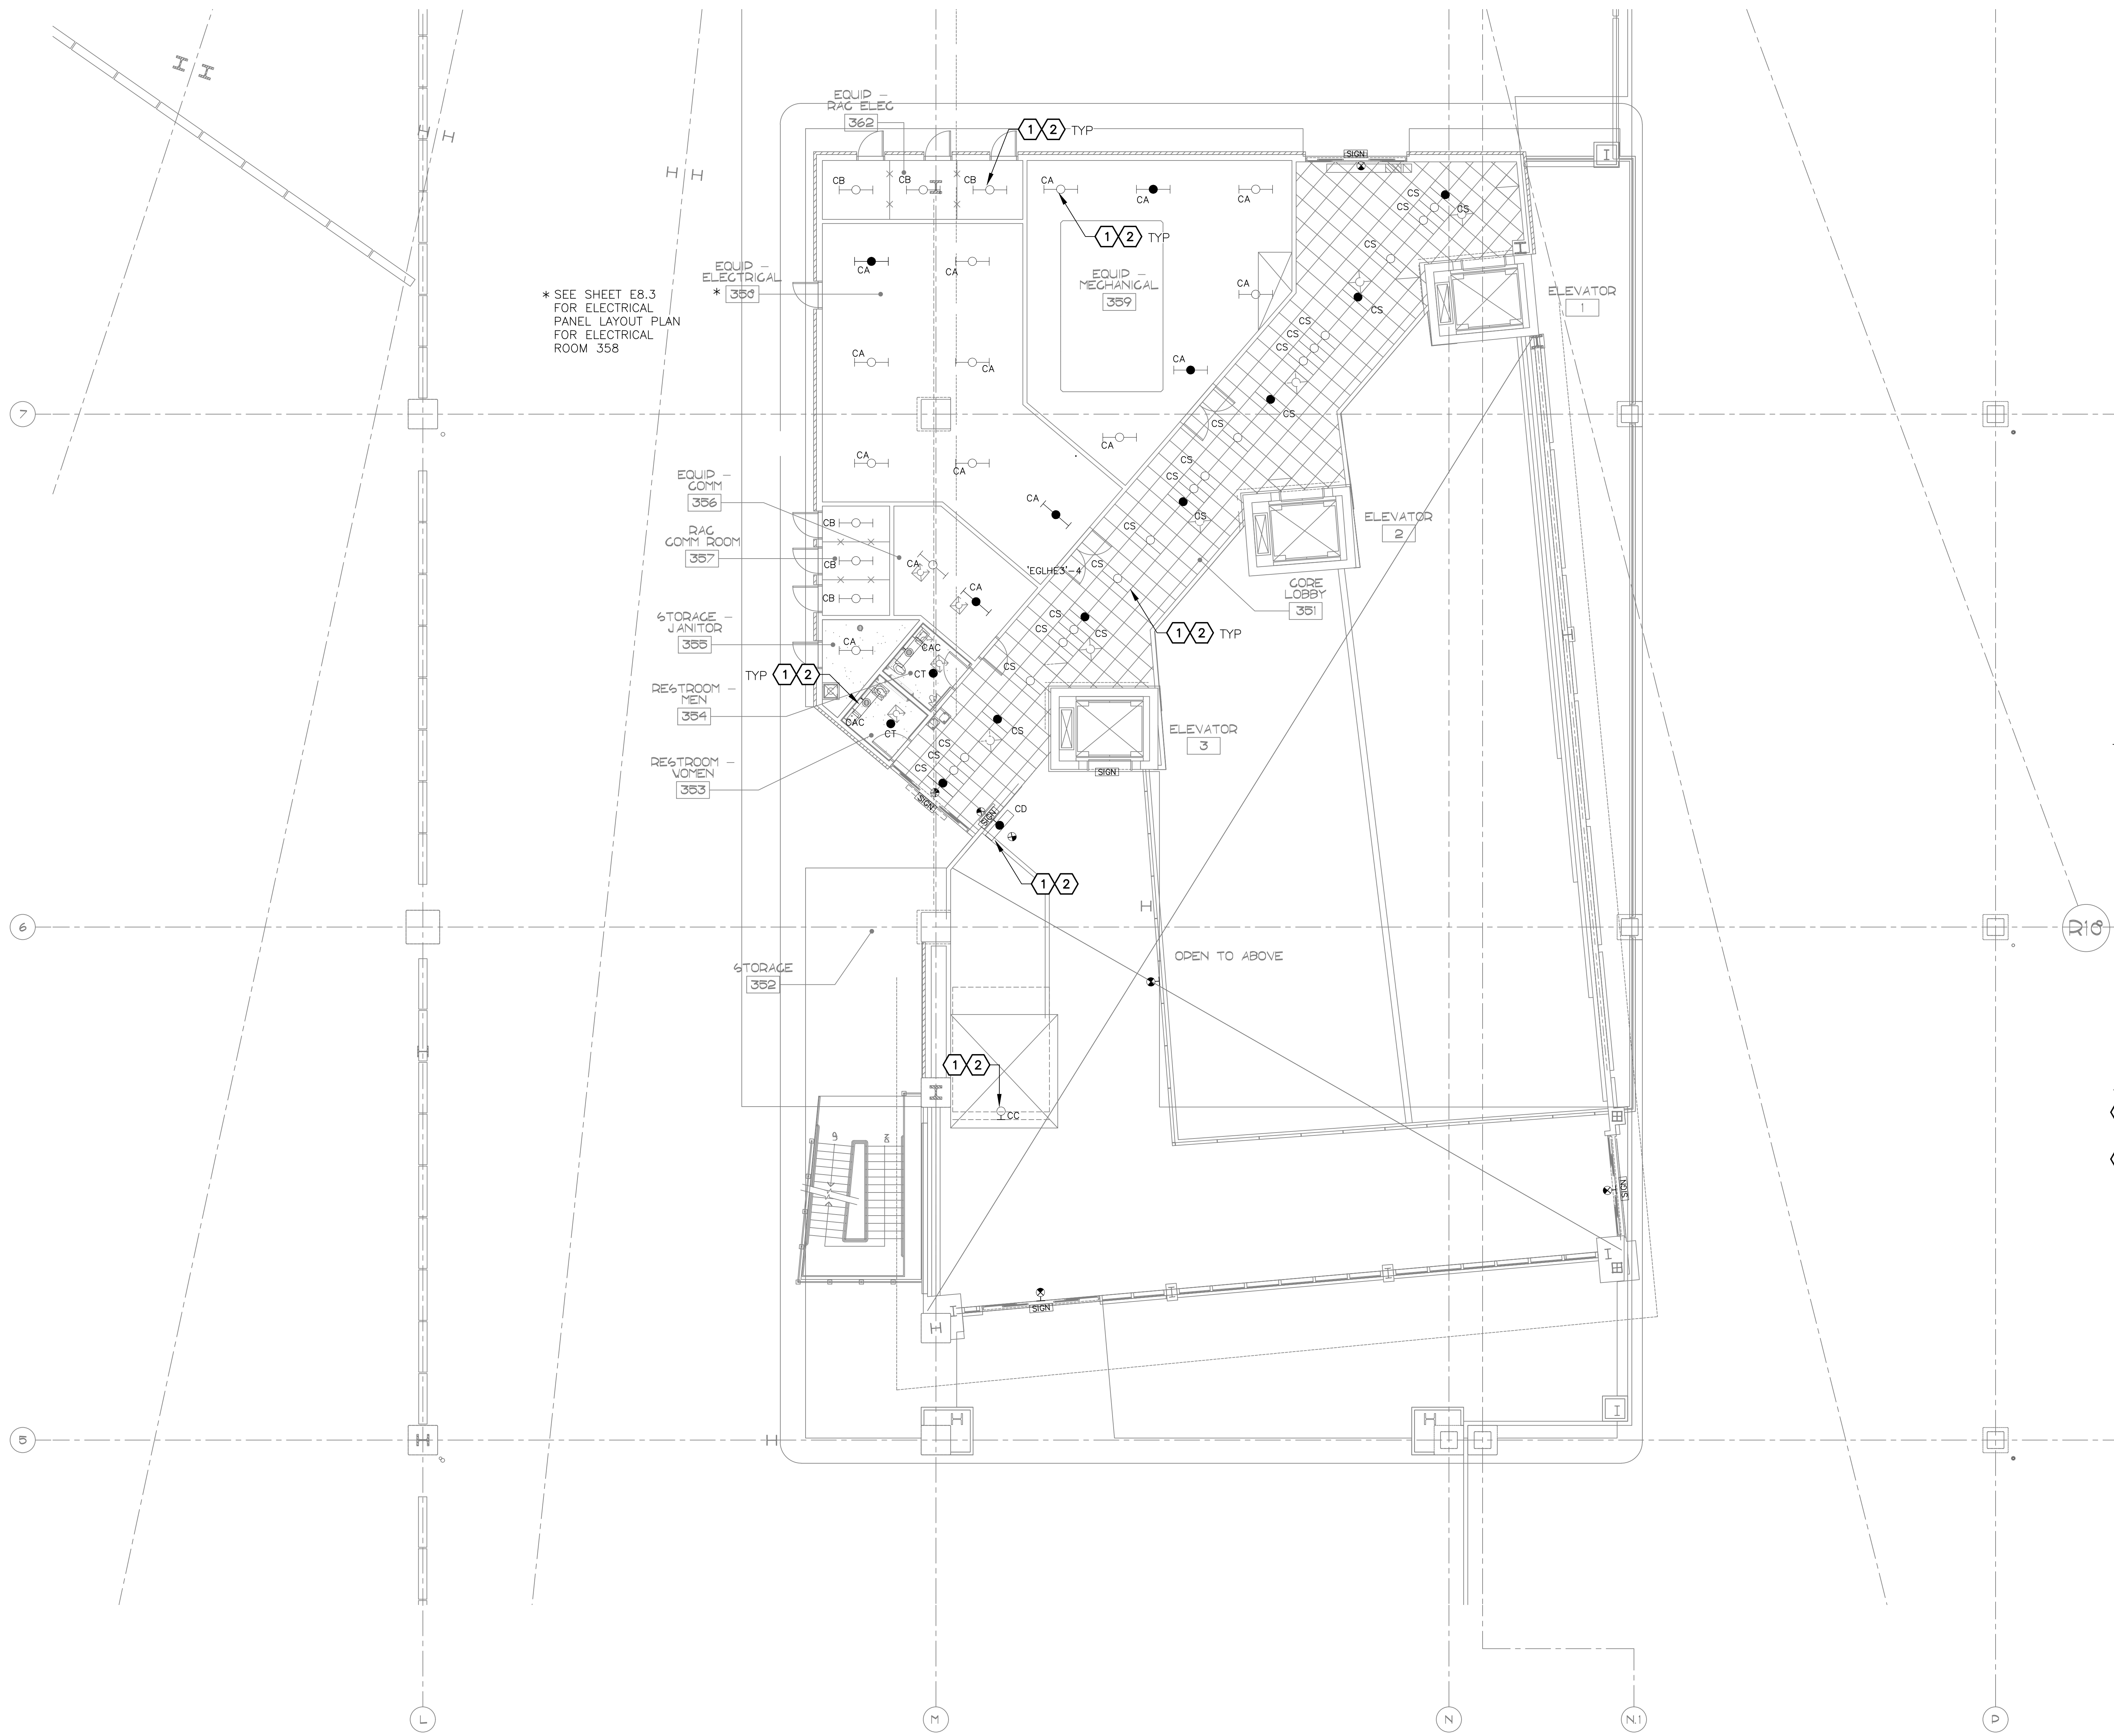 EQUIP -
RAC ELEC
362
1 2 TYP
SIGN
CB
CB
CB
CA
CA
CA
CS
CS
CS
1 2 TYP
CS
EQUIP -
ELECTRICAL
* 358
CA
CA
EQUIP -
MECHANICAL
359
CA
CS
ELEVATOR
1
* SEE SHEET E8.3
FOR ELECTRICAL
PANEL LAYOUT PLAN
FOR ELECTRICAL
ROOM 358
CS
CS
CS
CA
CA
CA
7
CS
CS
CA
CA
CA
CS
EQUIP -
COMM
356
CS
CA
CS
ELEVATOR
2
CB
CS
RAC
COMM ROOM
357
CB
CA
'EGLHE3'-4
CS
CORE
LOBBY
351
CA
CB
CS
CS
CS
1 2 TYP
STORAGE -
JANITOR
355
CA
CAC
CS
TYP 1 2
CT
RESTROOM -
MEN
354
CAC
CT
CS
ELEVATOR
3
CS
CS
CS
SIGN
RESTROOM -
WOMEN
353
SIGN
SIGN
CD
1 2
6
R18
OPEN TO ABOVE
STORAGE
352
1 2
CC
SIGN
SIGN
5
L
M
N
N.1
P